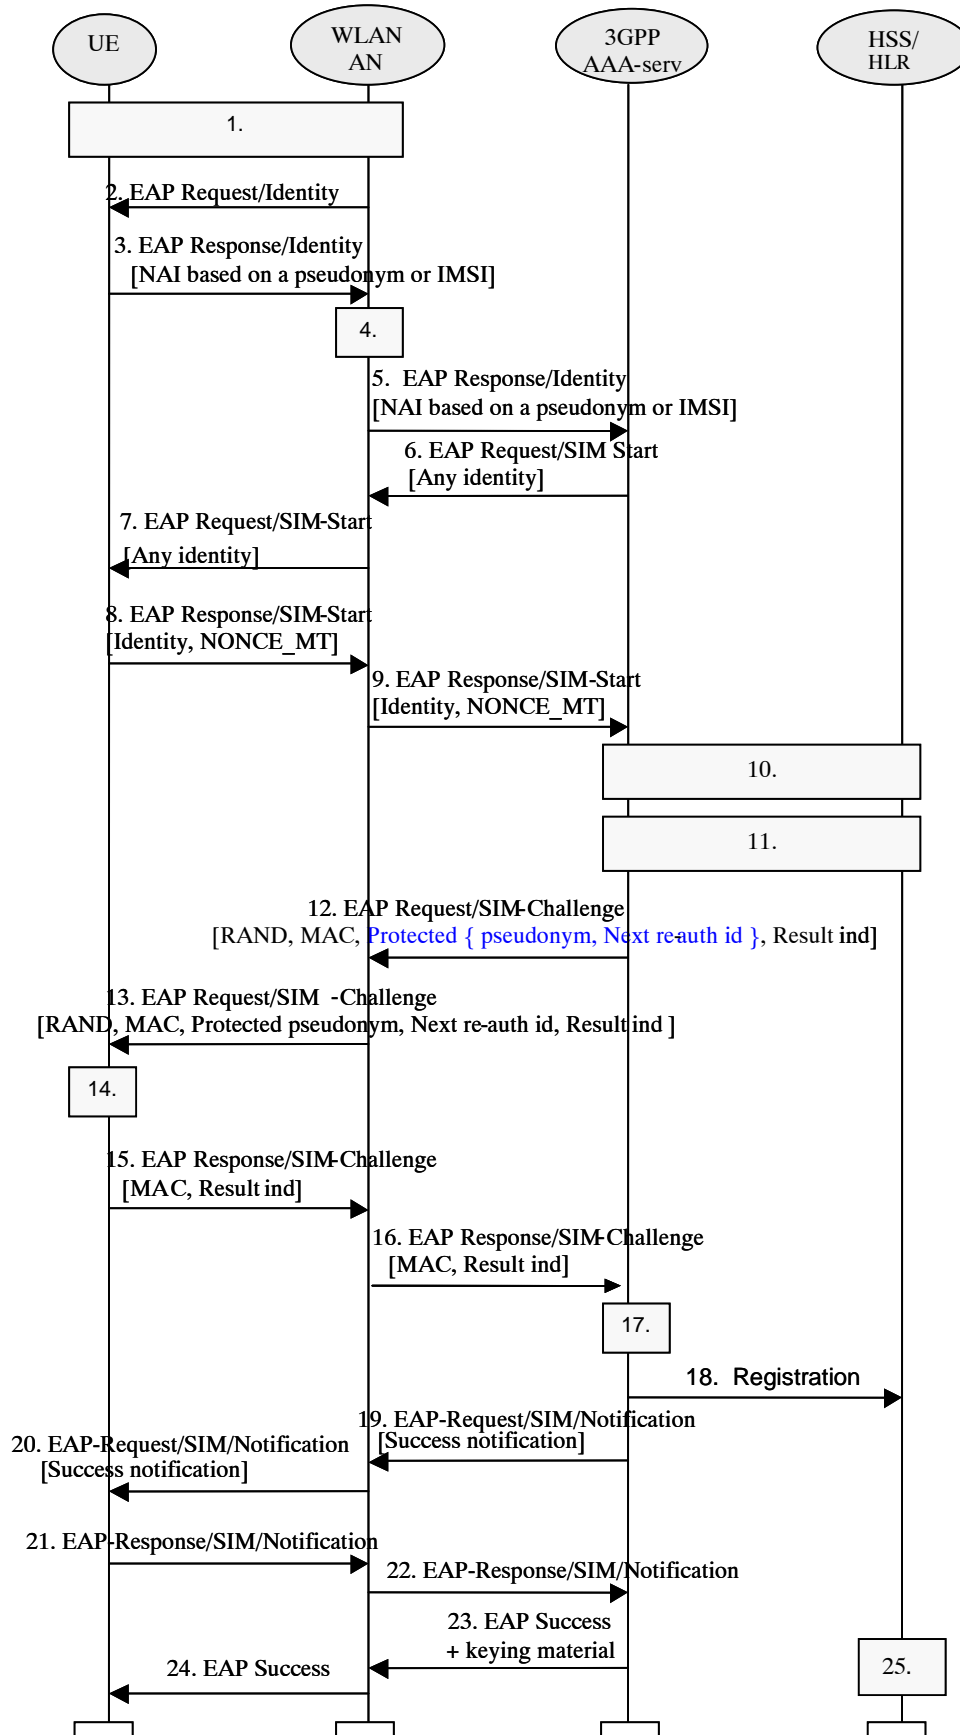 UE
WLAN
AN
3GPP
AAA-serv
HSS/
HLR
1.
2. EAP Request/Identity
3. EAP Response/Identity
[NAI based on a pseudonym or IMSI]
4.
5. EAP Response/Identity
[NAI based on a pseudonym or IMSI]
6. EAP Request/SIM Start
[Any identity]
7. EAP Request/SIM-Start
[Any identity]
8. EAP Response/SIM-Start
[Identity, NONCE_MT]
9. EAP Response/SIM-Start
[Identity, NONCE_MT]
10.
11.
12. EAP Request/SIM-Challenge
[RAND, MAC, Protected { pseudonym, Next re-auth id }, Result ind]
13. EAP Request/SIM -Challenge
[RAND, MAC, Protected pseudonym, Next re-auth id, Result ind ]
14.
15. EAP Response/SIM-Challenge
[MAC, Result ind]
16. EAP Response/SIM-Challenge
[MAC, Result ind]
17.
18. Registration
19. EAP-Request/SIM/Notification
[Success notification]
20. EAP-Request/SIM/Notification
[Success notification]
21. EAP-Response/SIM/Notification
22. EAP-Response/SIM/Notification
23. EAP Success
+ keying material
24. EAP Success
25.